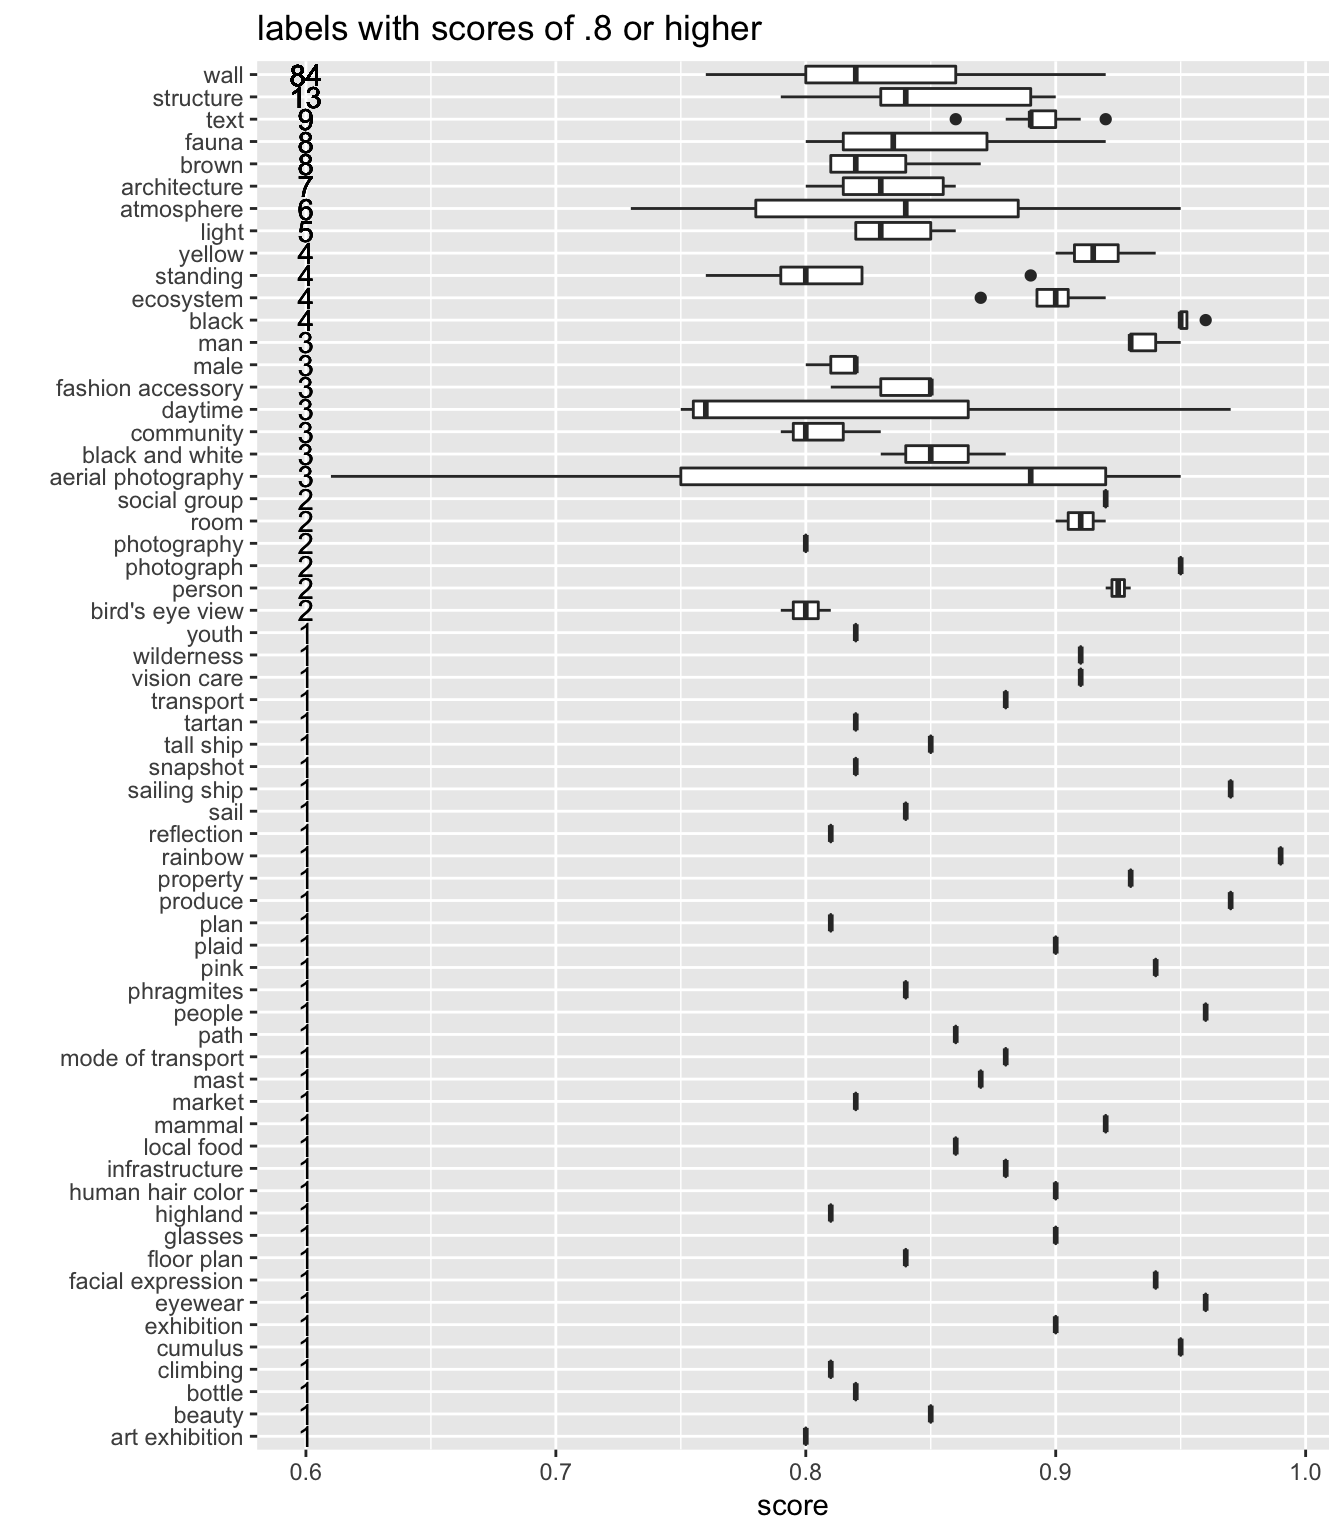 labels with scores of .8 or higher
wall 84
structure 13
text 9
fauna 8
brown 8
architecture 7
atmosphere 6
light 5
yellow 4
standing 4
ecosystem 4
black 4
man 3
male 3
fashion accessory 3
daytime 3
community 3
black and white 3
aerial photography 3
social group 2
room 2
photography 2
photograph 2
person 2
bird's eye view 2
youth 1
wilderness 1
vision care 1
transport 1
tartan 1
tall ship 1
snapshot 1
sailing ship 1
sail 1
reflection 1
rainbow 1
property 1
produce 1
plan 1
plaid 1
pink 1
phragmites 1
people 1
path 1
mode of transport 1
mast 1
market 1
mammal 1
local food 1
infrastructure 1
human hair color 1
highland 1
glasses 1
floor plan 1
facial expression 1
eyewear 1
exhibition 1
cumulus 1
climbing 1
bottle 1
beauty 1
art exhibition 1
0.6 0.7 0.8 0.9 1.0
score